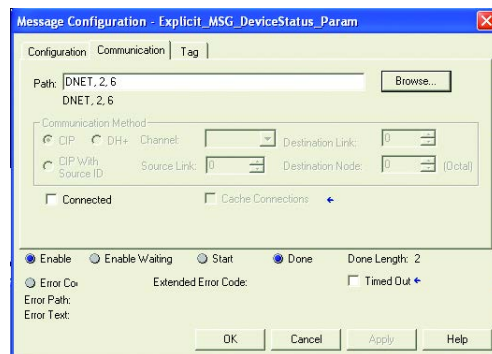 Message Configuration - Explicit_MSG_DeviceStatus_Param
Configuration Communication Tag
Path: DNET, 2, 6 Browse...
DNET, 2, 6
Communication Method
CIP DH+ Channel: Destination Link: 0
CIP With Source ID Source Link: 0 Destination Node: 0 (Octal)
Connected Cache Connections
Enable Enable Waiting Start Done Done Length: 2
Error Co Extended Error Code: Timed Out
Error Path:
Error Text:
OK Cancel Apply Help